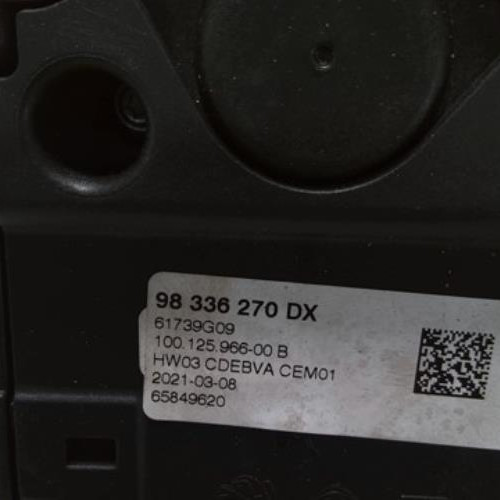 98 336 270 DX
61739G09
100.125.966-00 B
HW03 CDEBVA CEM01
2021-03-08
65849620